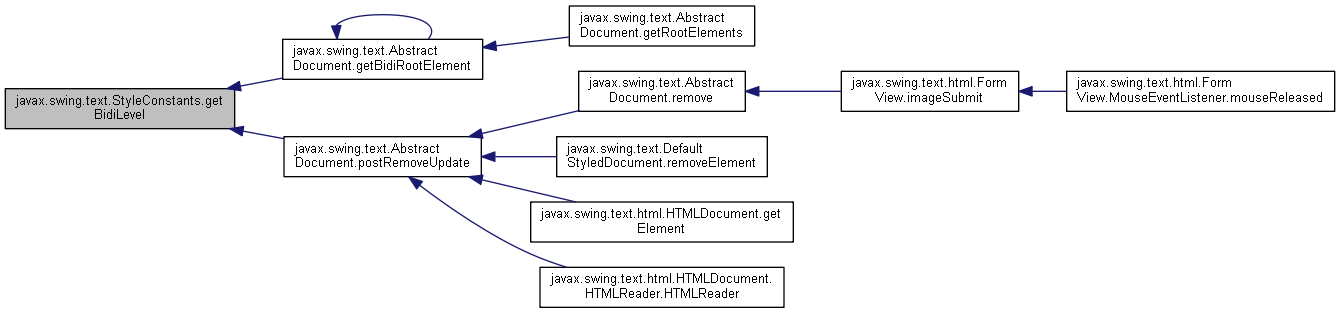 javax.swing.text.StyleConstants.get
BidiLevel
javax.swing.text.Abstract
Document.getBidiRootElement
javax.swing.text.Abstract
Document.getRootElements
javax.swing.text.Abstract
Document.postRemoveUpdate
javax.swing.text.Abstract
Document.remove
javax.swing.text.html.Form
View.imageSubmit
javax.swing.text.html.Form
View.MouseEventListener.mouseReleased
javax.swing.text.Default
StyledDocument.removeElement
javax.swing.text.html.HTMLDocument.get
Element
javax.swing.text.html.HTMLDocument.
HTMLReader.HTMLReader